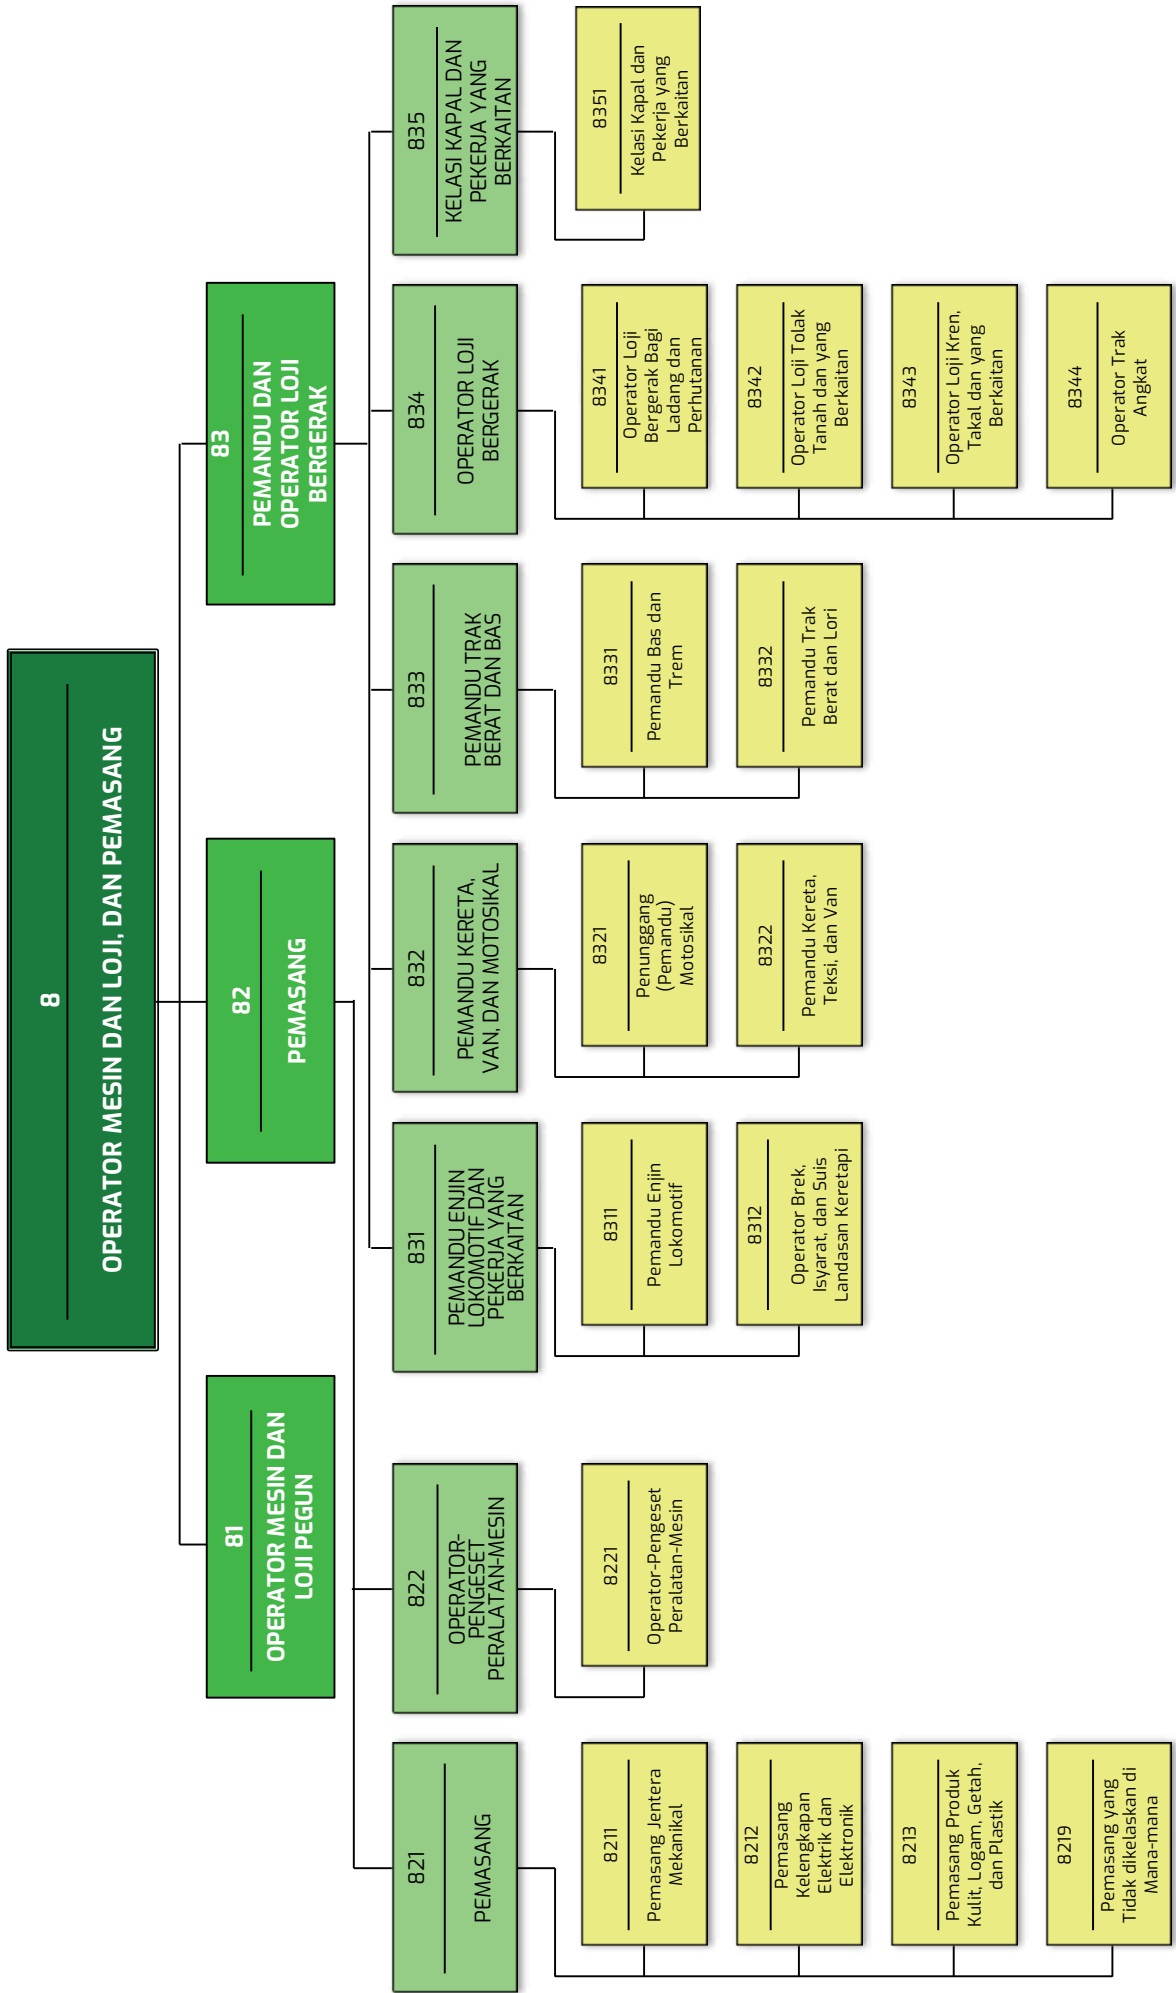 8
OPERATOR MESIN DAN LOJI, DAN PEMASANG
81
OPERATOR MESIN DAN
LOJI PEGUN
82
PEMASANG
83
PEMANDU DAN
OPERATOR LOJI
BERGERAK
821
PEMASANG
822
OPERATOR-
PENGESET
PERALATAN-MESIN
831
PEMANDU ENJIN
LOKOMOTIF DAN
PEKERJA YANG
BERKAITAN
832
PEMANDU KERETA,
VAN, DAN MOTOSIKAL
833
PEMANDU TRAK
BERAT DAN BAS
834
OPERATOR LOJI
BERGERAK
835
KELASI KAPAL DAN
PEKERJA YANG
BERKAITAN
8211
Pemasang Jentera
Mekanikal
8212
Pemasang
Kelengkapan
Elektrik dan
Elektronik
8213
Pemasang Produk
Kulit, Logam, Getah,
dan Plastik
8219
Pemasang yang
Tidak dikelaskan di
Mana-mana
8221
Operator-Pengeset
Peralatan-Mesin
8311
Pemandu Enjin
Lokomotif
8312
Operator Brek,
Isyarat, dan Suis
Landasan Keretapi
8321
Penunggang
(Pemandu)
Motosikal
8322
Pemandu Kereta,
Teksi, dan Van
8331
Pemandu Bas dan
Trem
8332
Pemandu Trak
Berat dan Lori
8341
Operator Loji
Bergerak Bagi
Ladang dan
Perhutanan
8342
Operator Loji Tolak
Tanah dan yang
Berkaitan
8343
Operator Loji Kren,
Takal dan yang
Berkaitan
8344
Operator Trak
Angkat
8351
Kelasi Kapal dan
Pekerja yang
Berkaitan